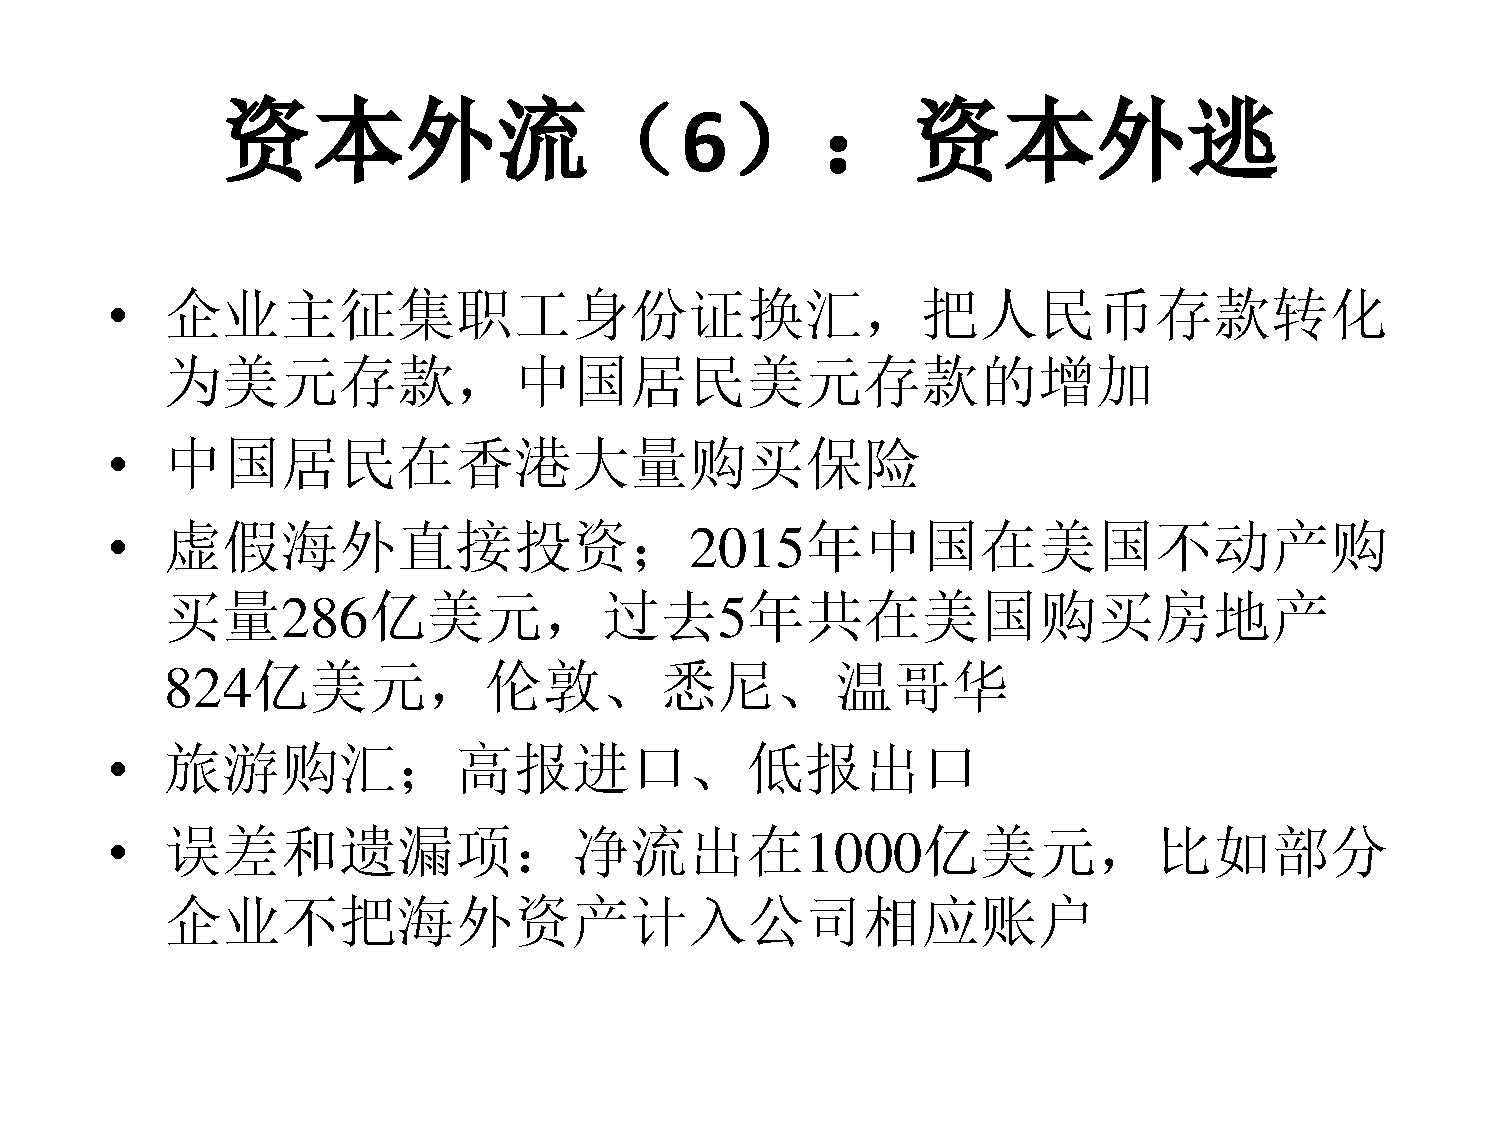 资本外流（6）：资本外逃
• 企业主征集职工身份证换汇，把人民币存款转化
为美元存款，中国居民美元存款的增加
• 中国居民在香港大量购买保险
• 虚假海外直接投资；2015年中国在美国不动产购
买量286亿美元，过去5年共在美国购买房地产
824亿美元，伦敦、悉尼、温哥华
• 旅游购汇；高报进口、低报出口
• 误差和遗漏项：净流出在1000亿美元，比如部分
企业不把海外资产计入公司相应账户